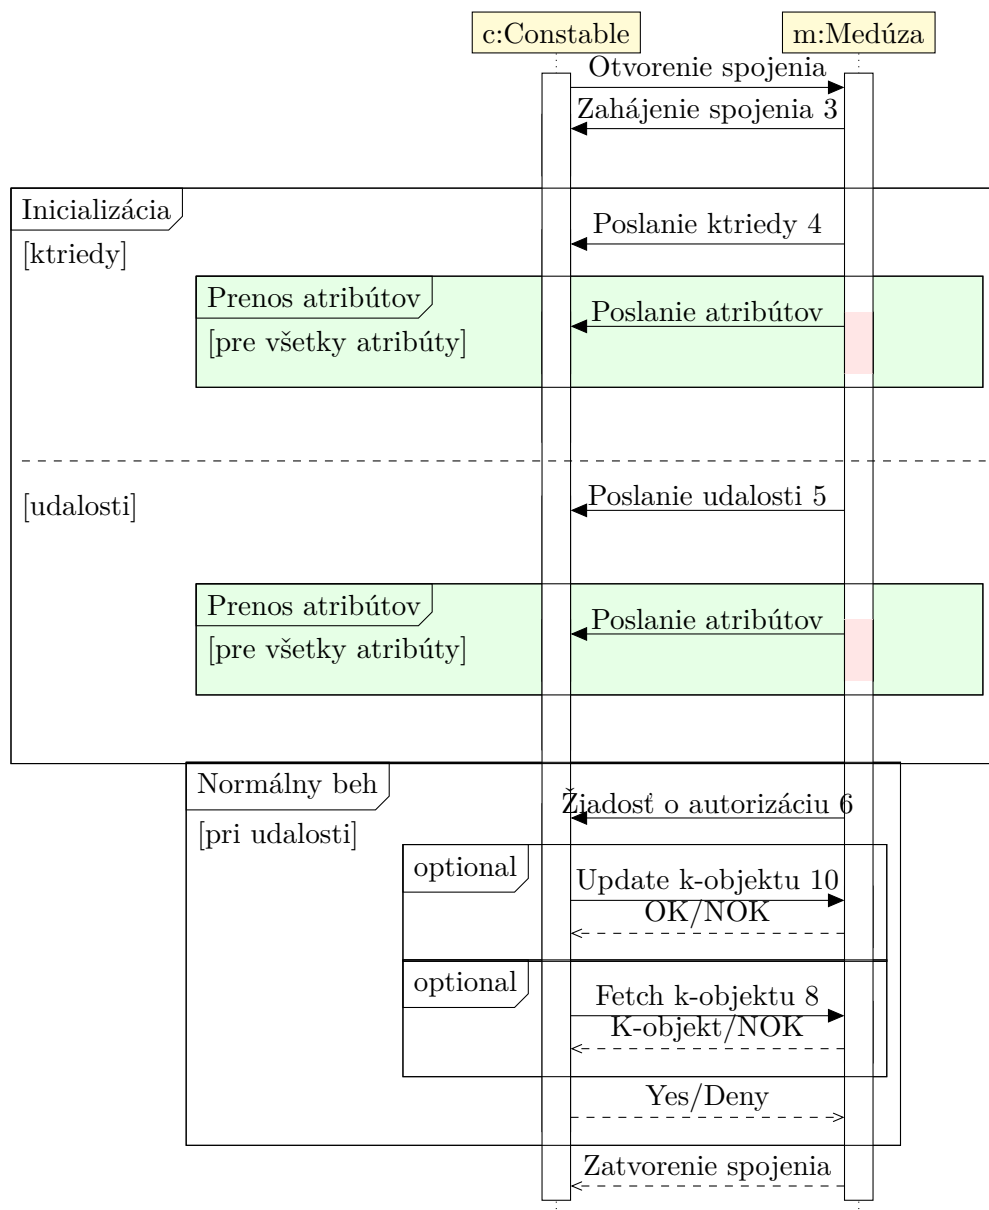 c:Constable
m:Medúza
Otvorenie spojenia
Zahájenie spojenia 3
Inicializácia
Poslanie ktriedy 4
[ktriedy]
Prenos atribútov
Poslanie atribútov
[pre všetky atribúty]
Poslanie udalosti 5
[udalosti]
Prenos atribútov
Poslanie atribútov
[pre všetky atribúty]
Normálny beh
Žiadosť o autorizáciu 6
[pri udalosti]
optional
Update k-objektu 10
OK/NOK
optional
Fetch k-objektu 8
K-objekt/NOK
Yes/Deny
Zatvorenie spojenia